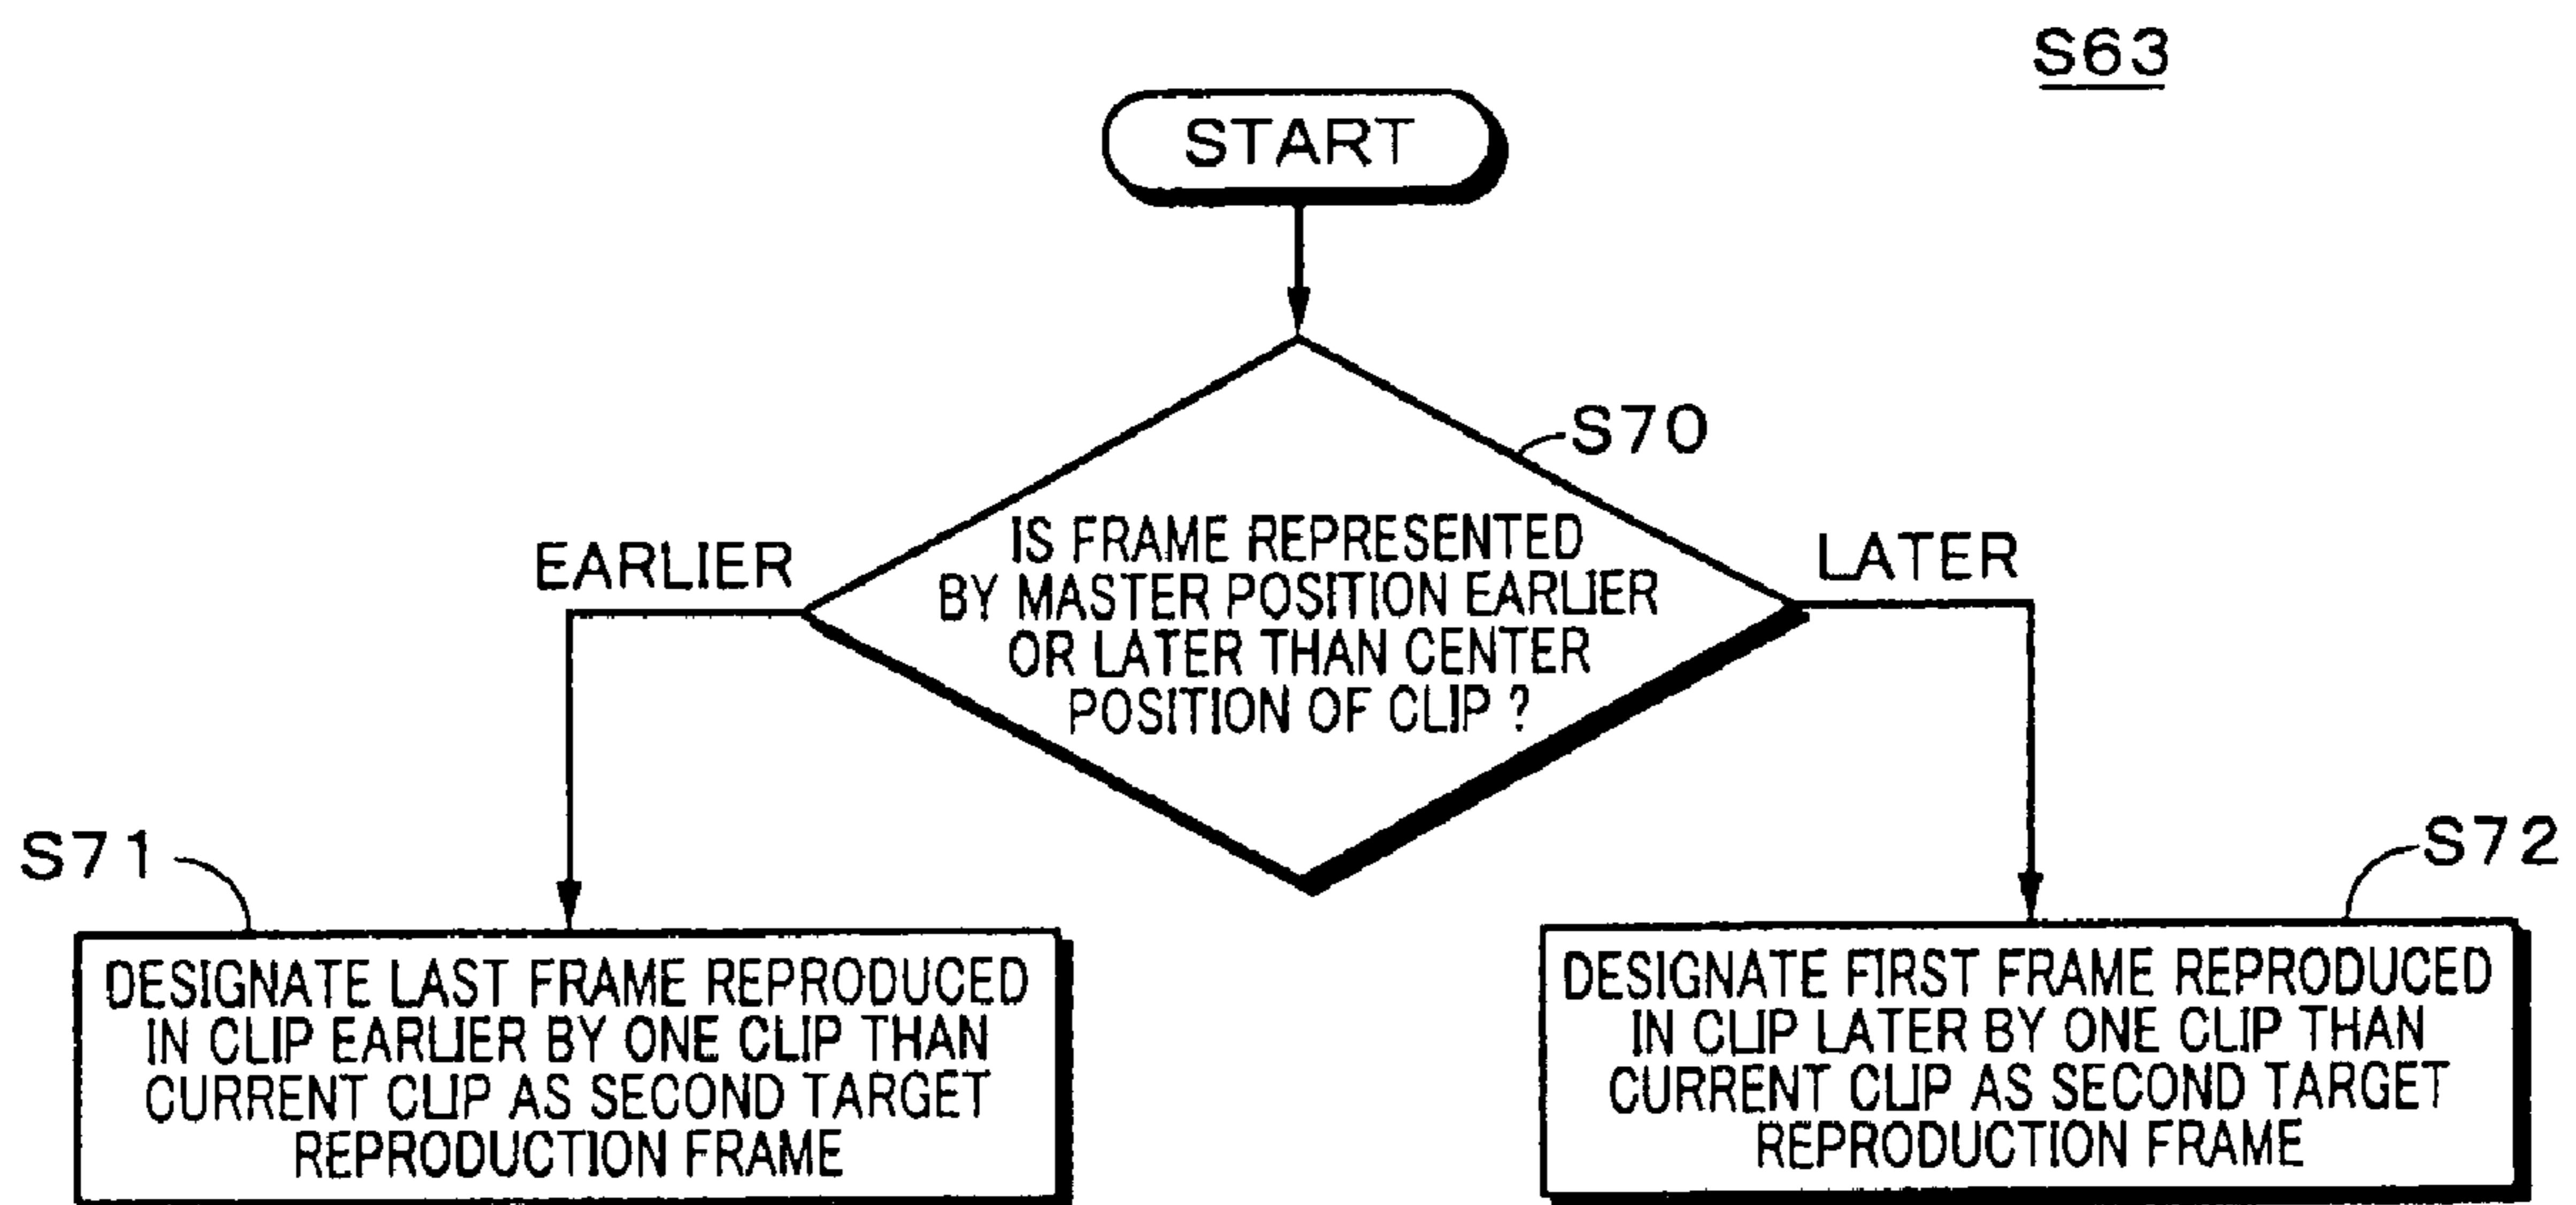 S63
START
S70
IS FRAME REPRESENTED
BY MASTER POSITION EARLIER
OR LATER THAN CENTER
POSITION OF CLIP ?
EARLIER
LATER
S71
DESIGNATE LAST FRAME REPRODUCED
IN CLIP EARLIER BY ONE CLIP THAN
CURRENT CLIP AS SECOND TARGET
REPRODUCTION FRAME
S72
DESIGNATE FIRST FRAME REPRODUCED
IN CLIP LATER BY ONE CLIP THAN
CURRENT CLIP AS SECOND TARGET
REPRODUCTION FRAME